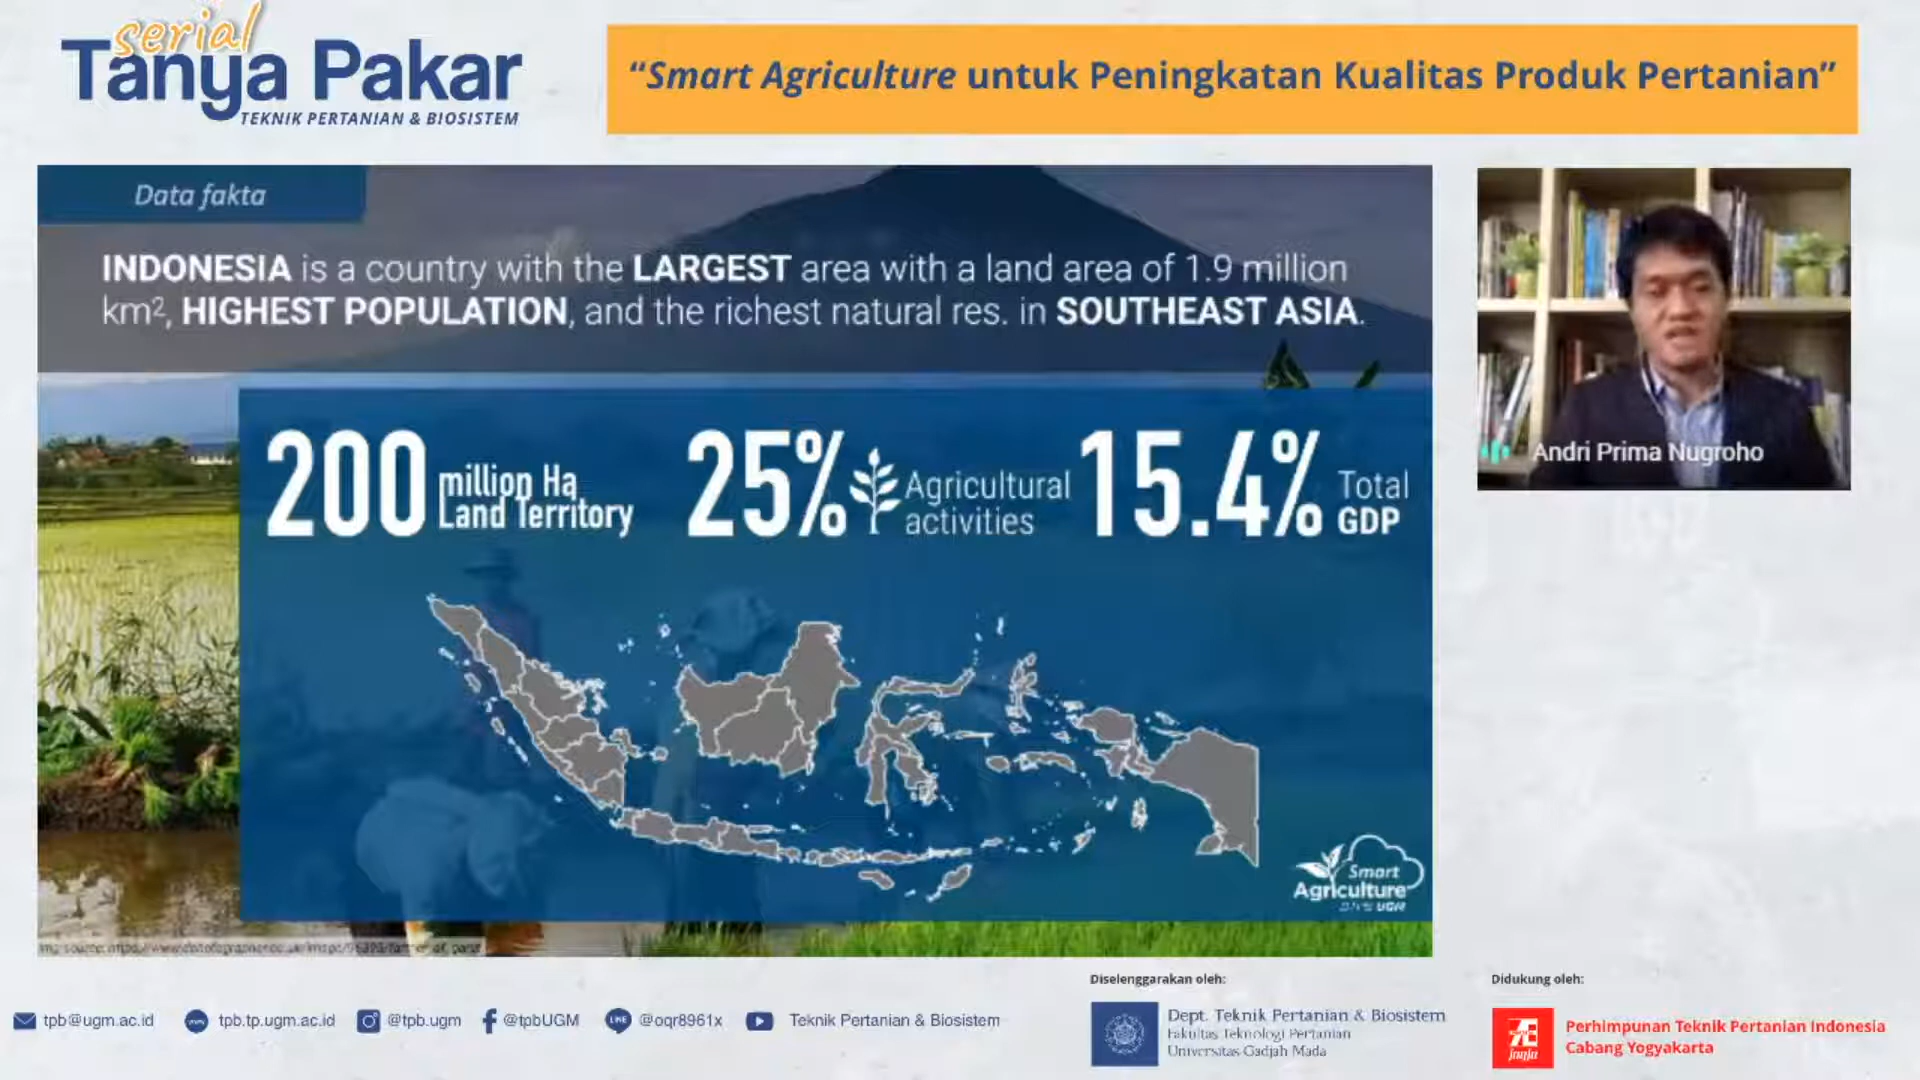 serial
Tanya Pakar
TEKNIK PERTANIAN & BIOSISTEM
“Smart Agriculture untuk Peningkatan Kualitas Produk Pertanian”
Data fakta
INDONESIA is a country with the LARGEST area with a land area of 1.9 million
km², HIGHEST POPULATION, and the richest natural res. in SOUTHEAST ASIA.
200 million Ha
Land Territory
25% Agricultural
activities
15.4% Total
GDP
Andri Prima Nugroho
Smart
Agriculture
UGM
Diselenggarakan oleh:
Didukung oleh:
tpb@ugm.ac.id
tpb.tp.ugm.ac.id
@tpb.ugm
@tpbUGM
LINE
@oqr8961x
Teknik Pertanian & Biosistem
Dept. Teknik Pertanian & Biosistem
Fakultas Teknologi Pertanian
Universitas Gadjah Mada
Jogja
Perhimpunan Teknik Pertanian Indonesia
Cabang Yogyakarta